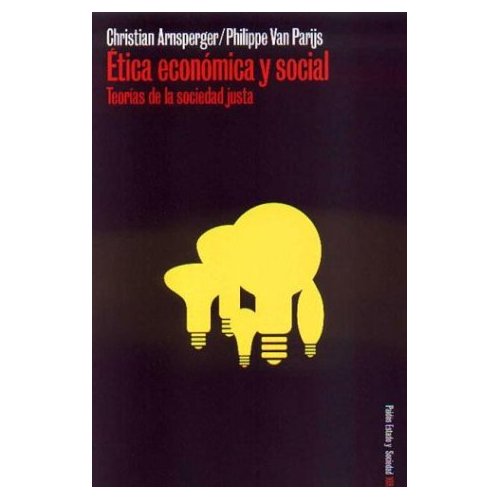 Christian Arnsperger/Philippe Van Parijs
Ética económica y social
Teorías de la sociedad justa
Paidós Estado y Sociedad